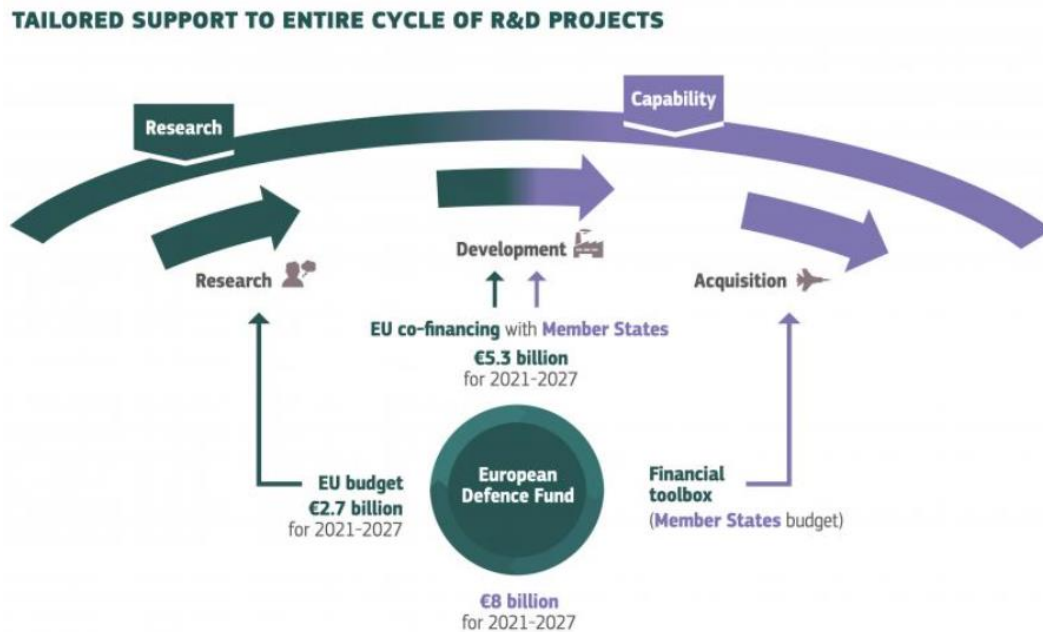 TAILORED SUPPORT TO ENTIRE CYCLE OF R&D PROJECTS
Research
Capability
Research
Development
Acquisition
EU co-financing with Member States
€5.3 billion
for 2021-2027
EU budget
€2.7 billion
for 2021-2027
European
Defence Fund
Financial
toolbox
(Member States budget)
€8 billion
for 2021-2027